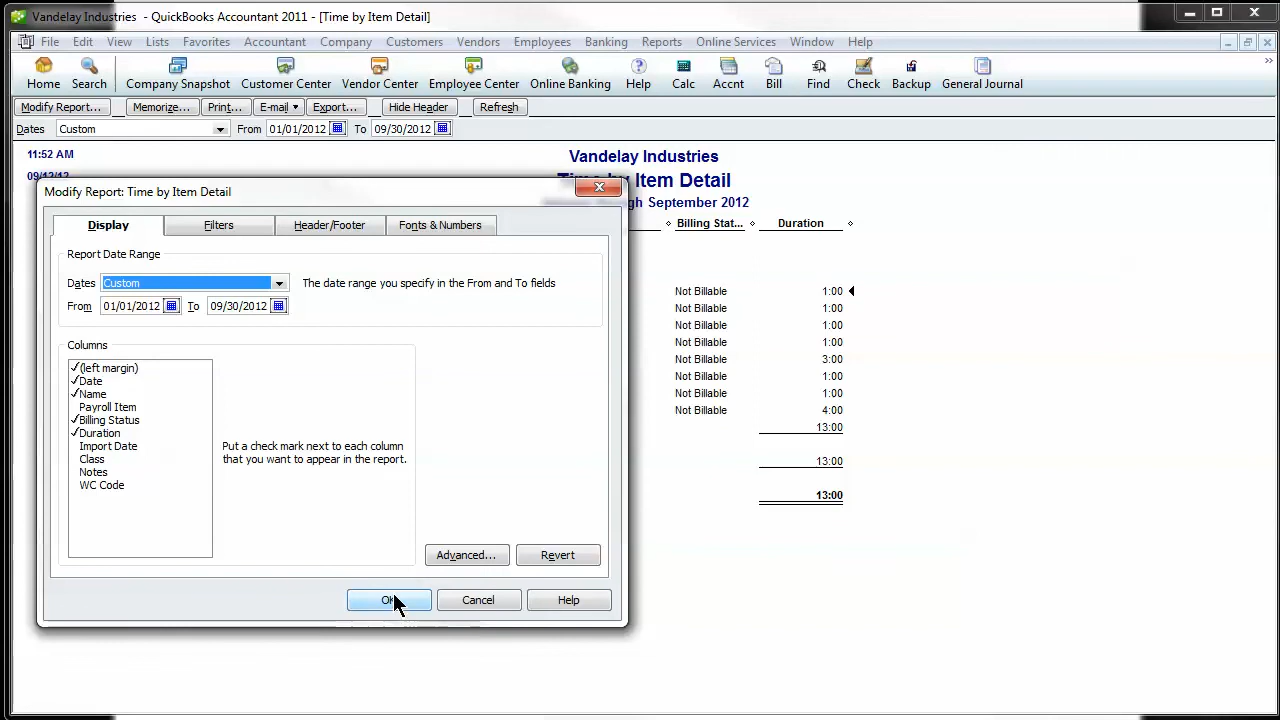 Vandelay Industries - QuickBooks Accountant 2011 - [Time by Item Detail]
File Edit View Lists Favorites Accountant Company Customers Vendors Employees Banking Reports Online Services Window Help
Home Search Company Snapshot Customer Center Vendor Center Employee Center Online Banking Help Calc Accnt Bill Find Check Backup General Journal
Modify Report... Memorize... Print... E-mail Export... Hide Header Refresh
Dates Custom From 01/01/2012 To 09/30/2012
11:52 AM
Vandelay Industries
09/12/12
Item Detail
September 2012
Billing Stat... Duration
Modify Report: Time by Item Detail
Display Filters Header/Footer Fonts & Numbers
Report Date Range
Dates Custom The date range you specify in the From and To fields
From 01/01/2012 To 09/30/2012
Columns
(left margin)
Date
Name
Payroll Item
Billing Status
Duration
Import Date
Class
Notes
WC Code
Put a check mark next to each column
that you want to appear in the report.
Advanced... Revert
OK Cancel Help
Not Billable 1:00
Not Billable 1:00
Not Billable 1:00
Not Billable 1:00
Not Billable 3:00
Not Billable 1:00
Not Billable 1:00
Not Billable 4:00
13:00
13:00
13:00